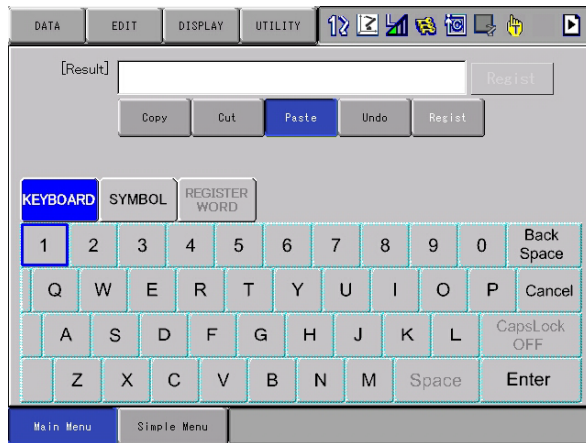 DATA EDIT DISPLAY UTILITY
[Result] Regist
Copy Cut Paste Undo Regist
KEYBOARD SYMBOL REGISTER WORD
1 2 3 4 5 6 7 8 9 0 Back Space
Q W E R T Y U I O P Cancel
A S D F G H J K L CapsLock OFF
Z X C V B N M Space Enter
Main Menu Simple Menu